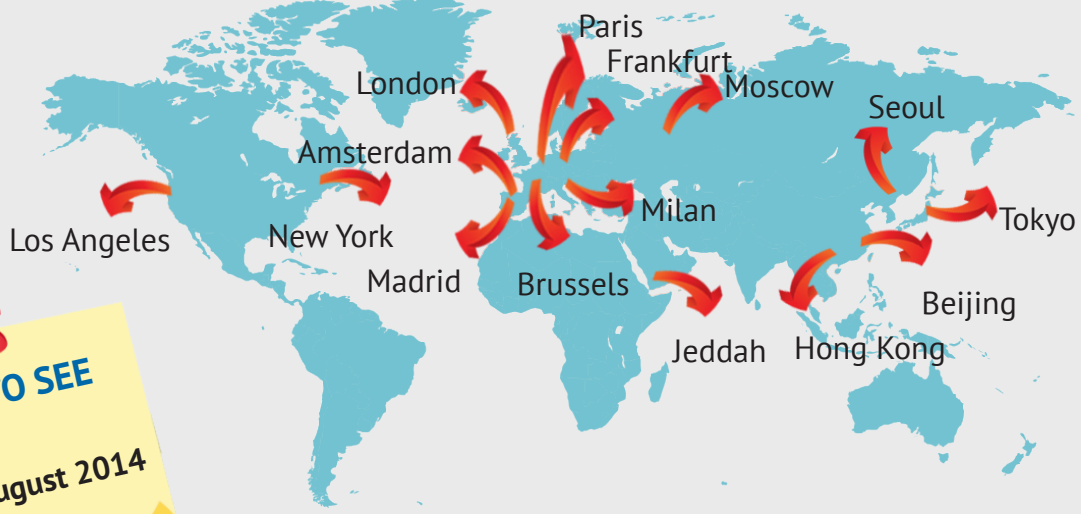 Paris
Frankfurt
London
Moscow
Seoul
Amsterdam
Milan
Tokyo
Los Angeles
New York
Madrid
Brussels
Beijing
Jeddah
Hong Kong
O SEE
ugust 2014